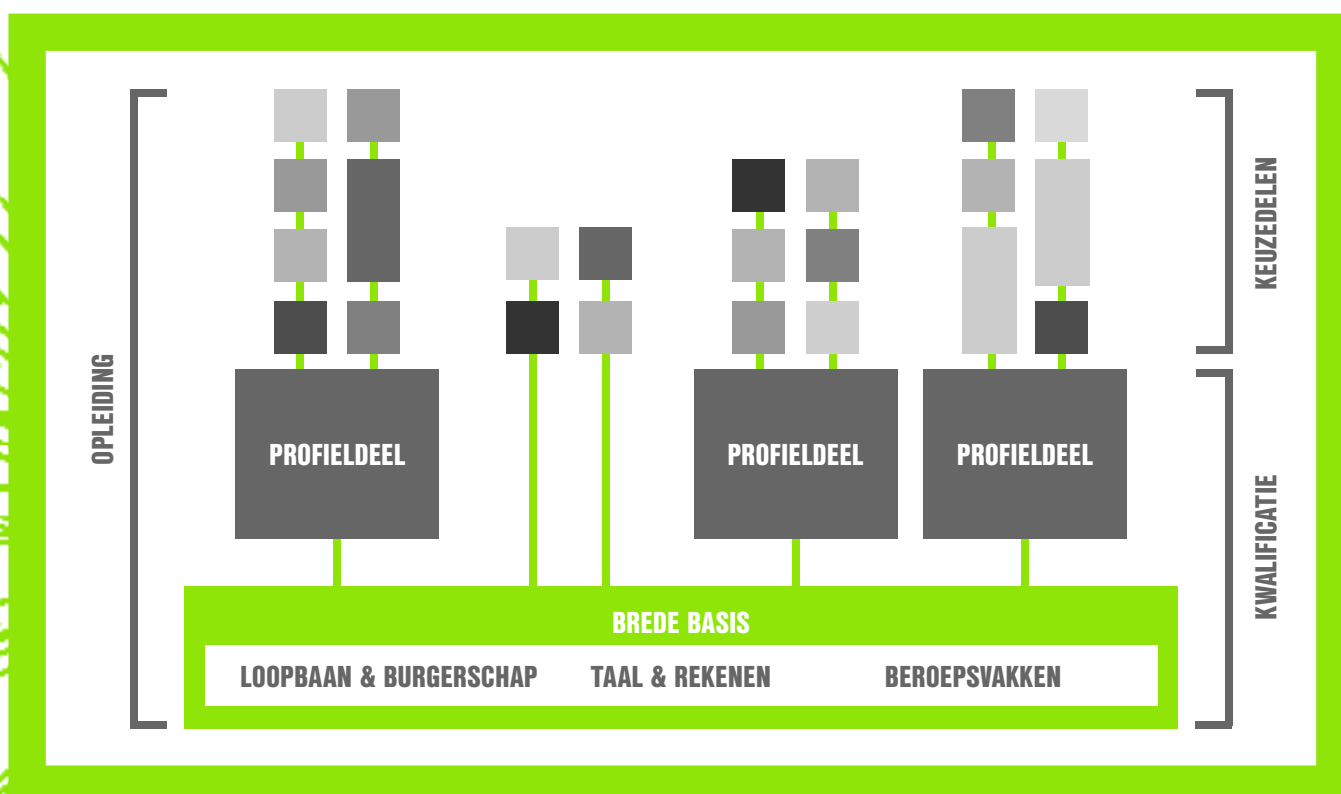 OPLEIDING
KEUZEDELEN
PROFIELDEEL
PROFIELDEEL
PROFIELDEEL
KWALIFICATIE
BREDE BASIS
LOOPBAAN & BURGERSCHAP
TAAL & REKENEN
BEROEPSVAKKEN